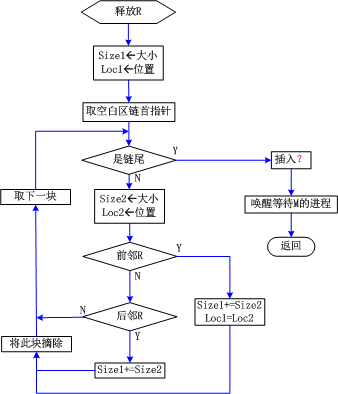 释放R
Size1←大小
Loc1←位置
取空白区链首指针
是链尾
Y
插入？
N
取下一块
Size2←大小
Loc2←位置
唤醒等待M的进程
返回
前邻R
Y
N
Size1+=Size2
Loc1=Loc2
N
后邻R
Y
将此块摘除
Size1+=Size2